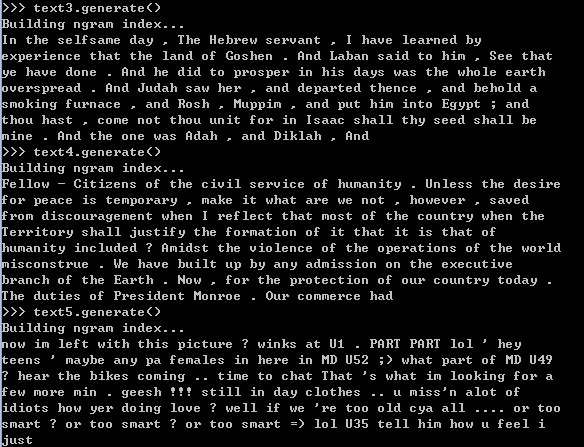 >>> text3.generate()
Building ngram index...
In the selfsame day , The Hebrew servant , I have learned by
experience that the land of Goshen . And Laban said to him , See that
ye have done . And he did to prosper in his days was the whole earth
overspread . And Judah saw her , and departed thence , and behold a
smoking furnace , and Rosh , Muppim , and put him into Egypt ; and
thou hast , come not thou unit for in Isaac shall thy seed shall be
mine . And the one was Adah , and Diklah , And
>>> text4.generate()
Building ngram index...
Fellow - Citizens of the civil service of humanity . Unless the desire
for peace is temporary , make it what are we not , however , saved
from discouragement when I reflect that most of the country when the
Territory shall justify the formation of it that it is that of
humanity included ? Amidst the violence of the operations of the world
misconstrue . We have built up by any admission on the executive
branch of the Earth . Now , for the protection of our country today .
The duties of President Monroe . Our commerce had
>>> text5.generate()
Building ngram index...
now im left with this picture ? winks at U1 . PART PART lol ' hey
teens ' maybe any pa females in here in MD U52 ;) what part of MD U49
? hear the bikes coming .. time to chat That 's what im looking for a
few more min . geesh !!! still in day clothes .. u miss'n alot of
idiots how yer doing love ? well if we 're too old cya all .... or too
smart ? or too smart ? or too smart =) lol U35 tell him how u feel i
just